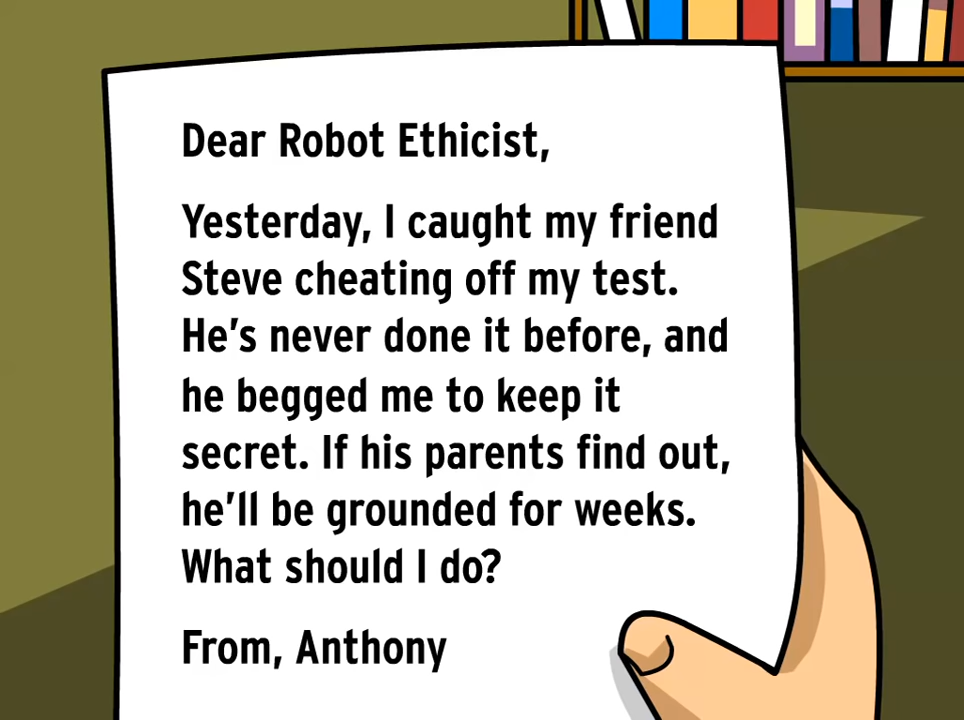 Dear Robot Ethicist,
Yesterday, I caught my friend
Steve cheating off my test.
He's never done it before, and
he begged me to keep it
secret. If his parents find out,
he'll be grounded for weeks.
What should I do?
From, Anthony